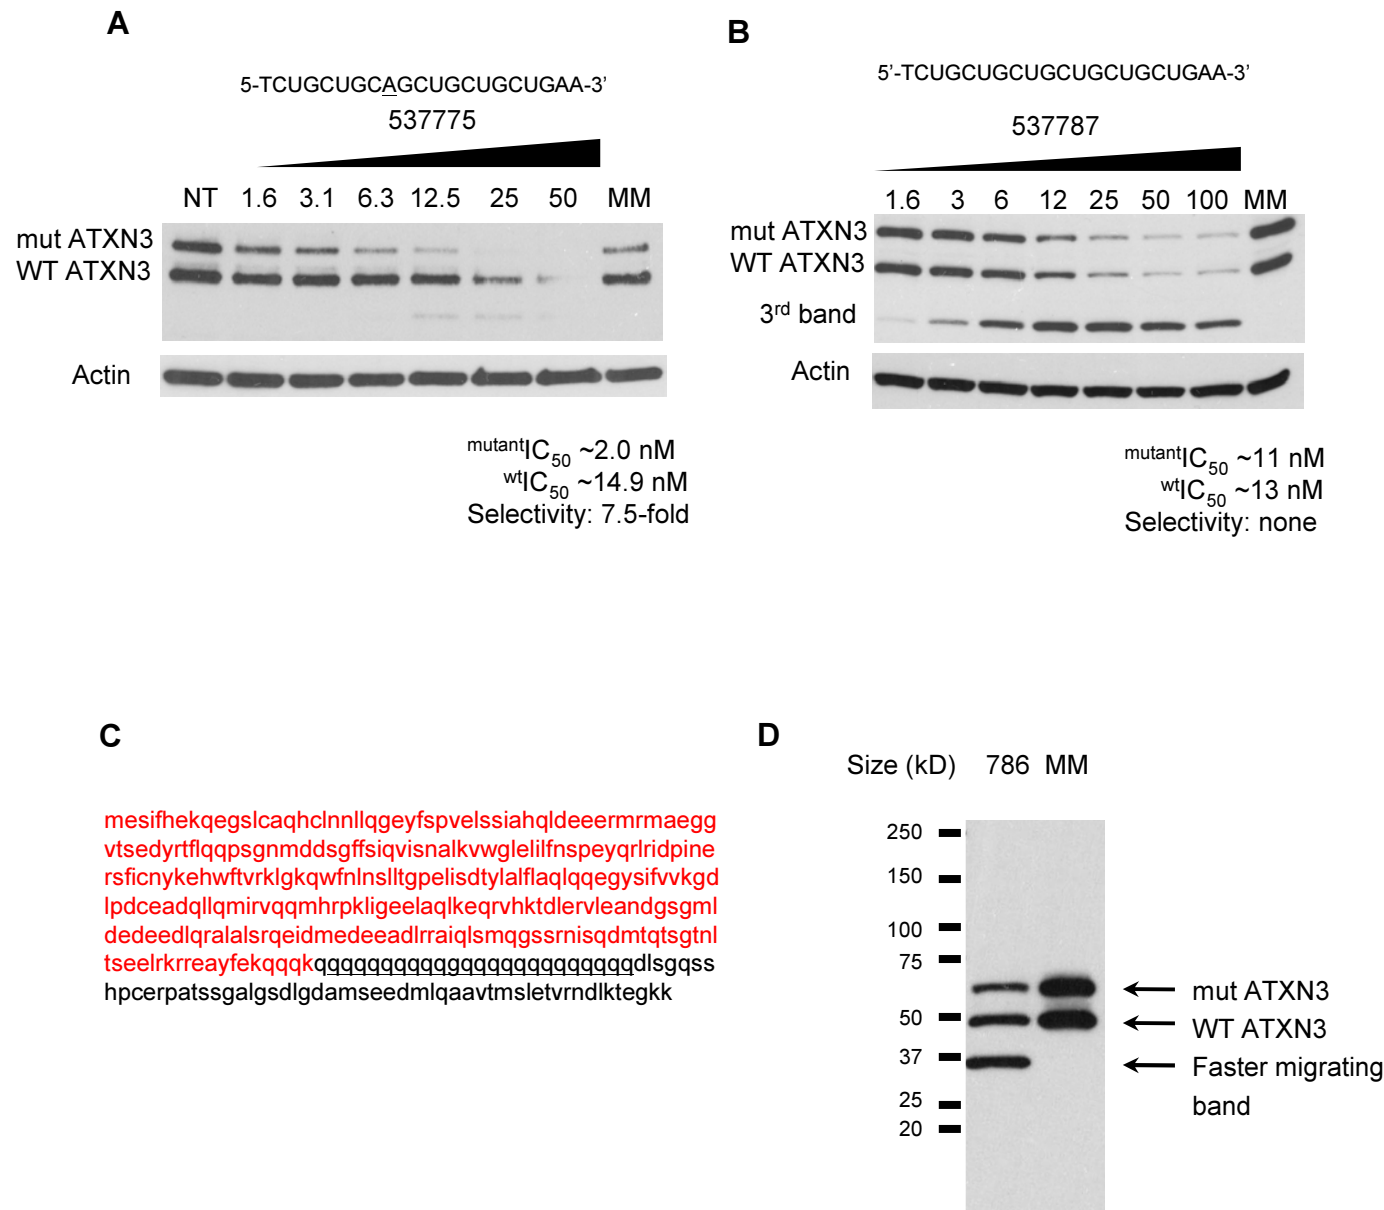 A
5-TCUGCUGCAGCUGCUGCUGAA-3’
537775
NT 1.6 3.1 6.3 12.5 25 50 MM
mut ATXN3
WT ATXN3
Actin
mutantIC50 ~2.0 nM
wtIC50 ~14.9 nM
Selectivity: 7.5-fold
B
5’-TCUGCUGCUGCUGCUGCUGAA-3’
537787
1.6 3 6 12 25 50 100 MM
mut ATXN3
WT ATXN3
3rd band
Actin
mutantIC50 ~11 nM
wtIC50 ~13 nM
Selectivity: none
C
mesifhekqegslcaqhclnnllqgeyfspvelssiahqldeeermrmaegg
vtsedyrtflqqpsgnmddsgffsiqvisnalkvwglelilfnspeyqrlridpine
rsficnykehwftvrklgkqwfnlnslltgpelisdtylalflaqlqqegysifvvkgd
lpdceadqllqmirvqqmhrpkligeelaqlkeqrvhktdlervleandgsgml
dedeedlqralalsrqeidmedeeadlrraiqlsmqgssrnisqdmtqtsgtnl
tseelrkrreayfekqqqkqqqqqqqqqqgqqqqqqqqqqqqqdlsgqss
hpcerpatssgalgsdlgdamseedmlqaavtmsletvrndlktegkk
D
Size (kD) 786 MM
250
150
100
75
50
37
25
20
mut ATXN3
WT ATXN3
Faster migrating
band